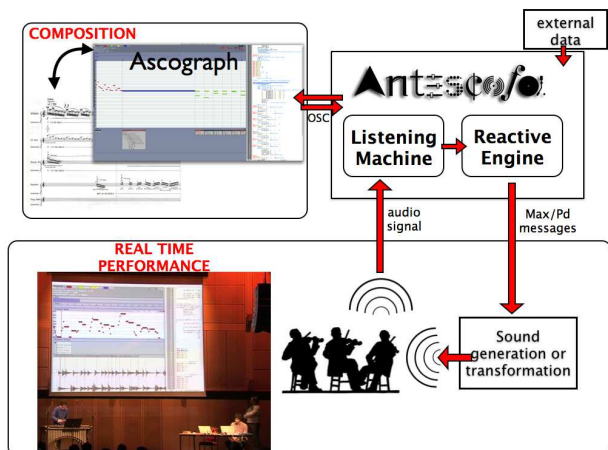 COMPOSITION
Ascograph
external
data
Antescofo
OSC
Listening
Machine
Reactive
Engine
audio
signal
Max/Pd
messages
REAL TIME
PERFORMANCE
Sound
generation or
transformation